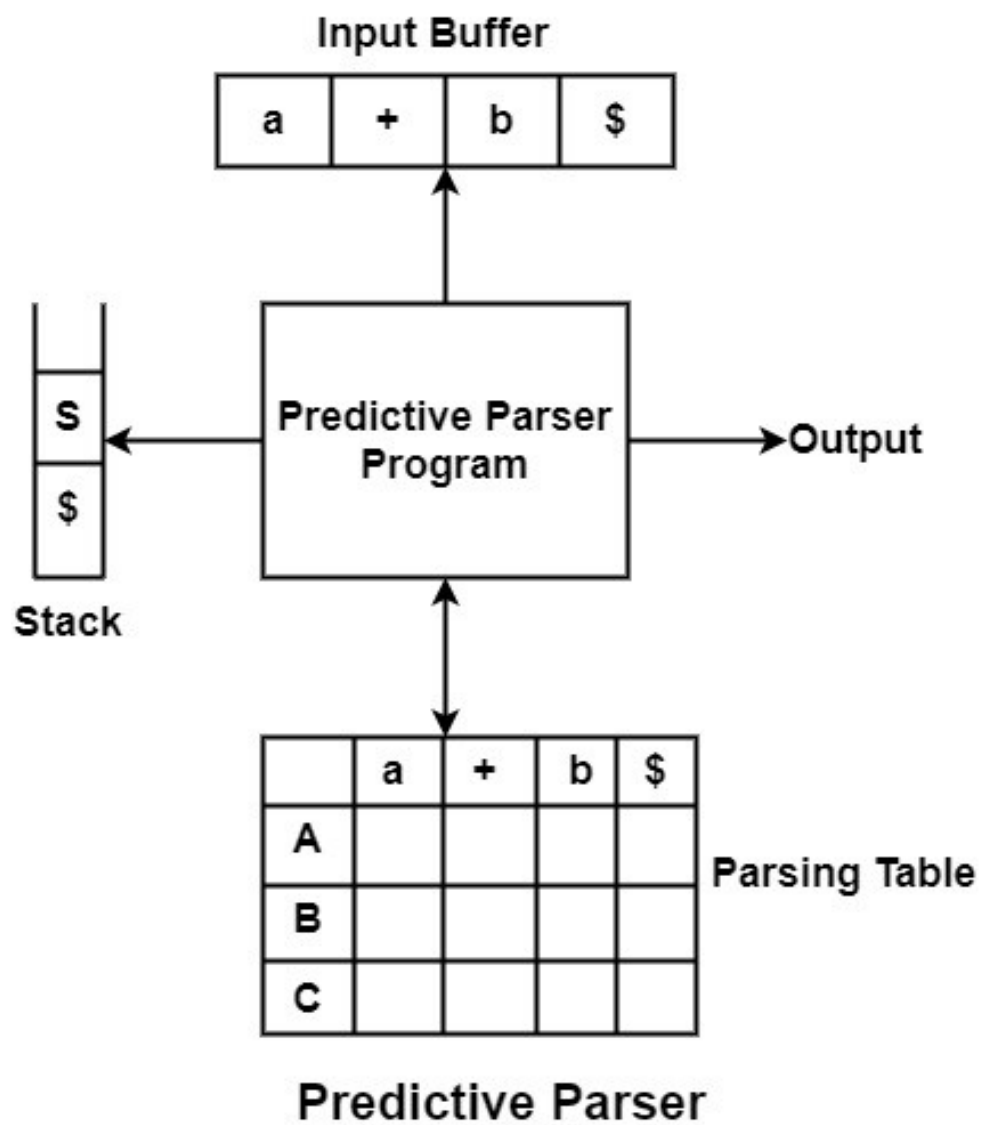 Input Buffer
a + b $
S
$
Stack
Predictive Parser
Program
Output
a + b $
A
B
C
Parsing Table
Predictive Parser